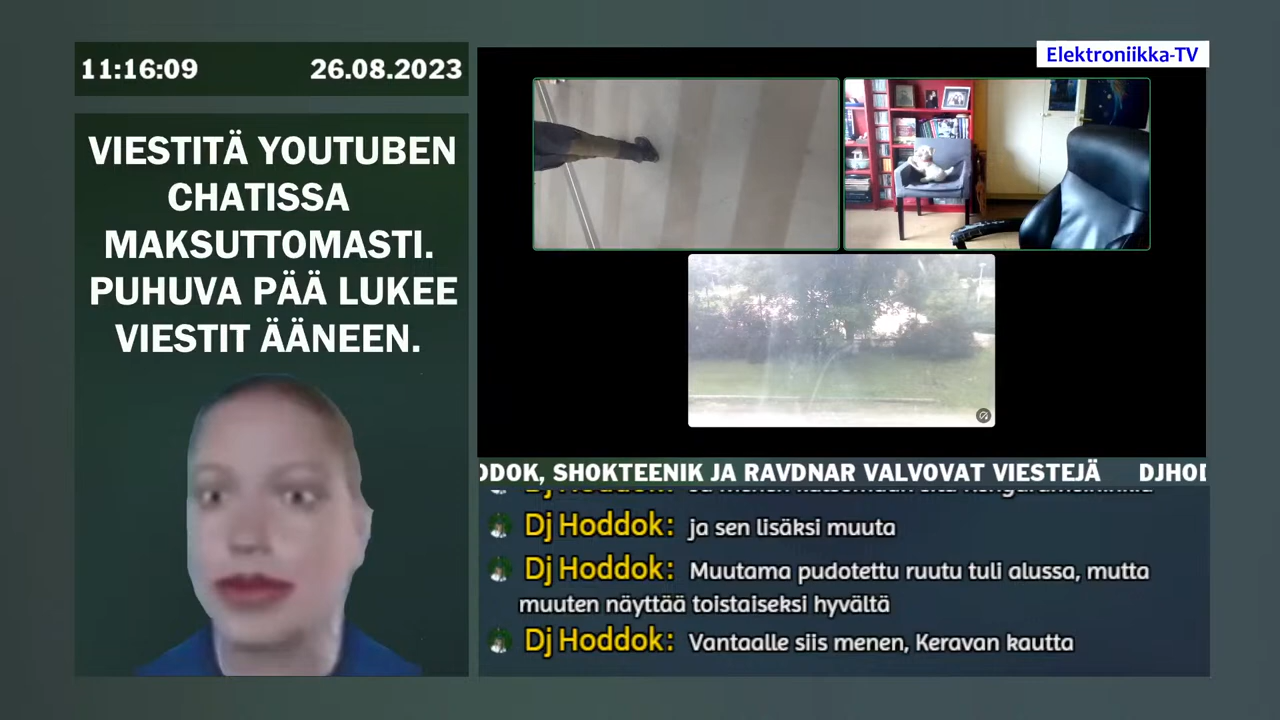 11:16:09 26.08.2023
Elektroniikka-TV
VIESTITÄ YOUTUBEN
CHATISSA
MAKSUTTOMASTI.
PUHUVA PÄÄ LUKEE
VIESTIT ÄÄNEEN.
SHOKTEENIK JA RAVDNAR VALVOVAT VIESTEJÄ
Dj Hoddok:
Dj Hoddok: ja sen lisäksi muuta
Dj Hoddok: Muutama pudotettu ruutu tuli alussa, mutta
muuten näyttää toistaiseksi hyvältä
Dj Hoddok: Vantaalle siis menen, Keravan kautta